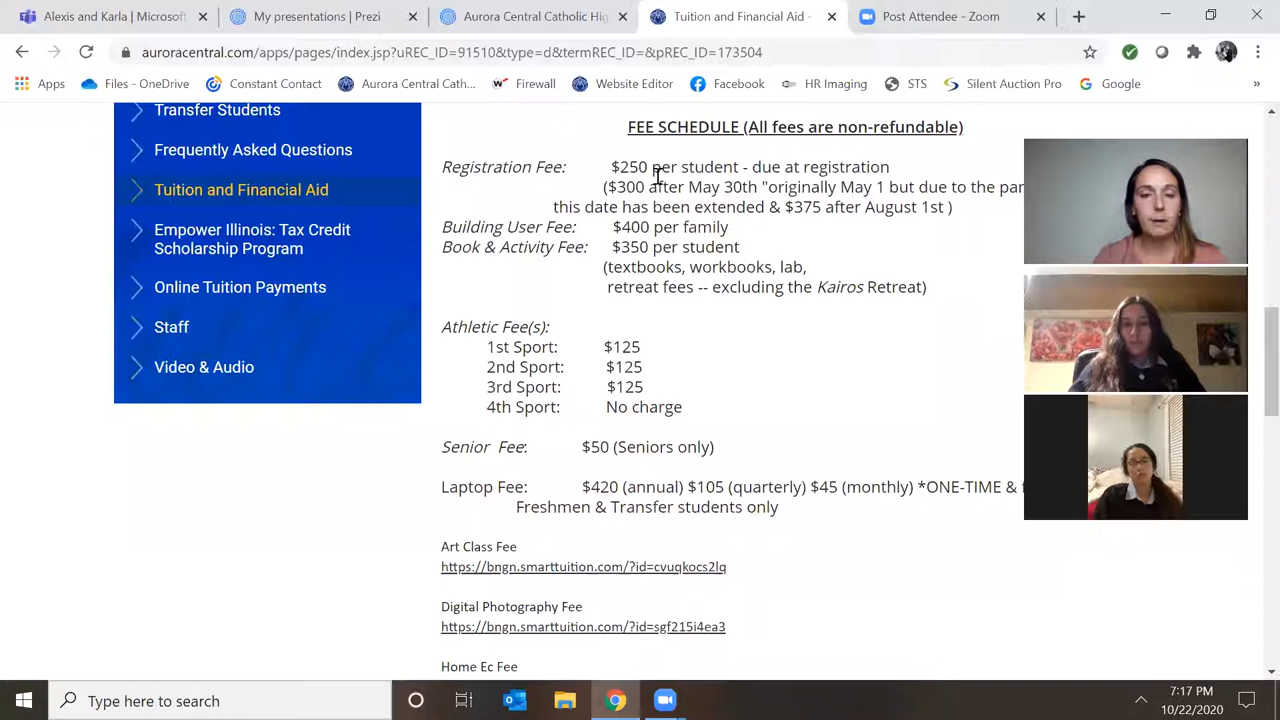 Alexis and Karla | Microsoft
My presentations | Prezi
Aurora Central Catholic Hig
Tuition and Financial Aid -
Post Attendee - Zoom
auroracentral.com/apps/pages/index.jsp?uREC_ID=91510&type=d&termREC_ID=&pREC_ID=173504
Apps
Files - OneDrive
Constant Contact
Aurora Central Cath...
Firewall
Website Editor
Facebook
HR Imaging
STS
Silent Auction Pro
Google
»
Transfer Students
Frequently Asked Questions
Tuition and Financial Aid
Empower Illinois: Tax Credit
Scholarship Program
Online Tuition Payments
Staff
Video & Audio
FEE SCHEDULE (All fees are non-refundable)
Registration Fee: $250 per student - due at registration
($300 after May 30th "originally May 1 but due to the
this date has been extended & $375 after August 1st )
Building User Fee: $400 per family
Book & Activity Fee: $350 per student
(textbooks, workbooks, lab,
retreat fees -- excluding the Kairos Retreat)
Athletic Fee(s):
1st Sport: $125
2nd Sport: $125
3rd Sport: $125
4th Sport: No charge
Senior Fee: $50 (Seniors only)
Laptop Fee: $420 (annual) $105 (quarterly) $45 (monthly) *ONE-TIME &
Freshmen & Transfer students only
Art Class Fee
https://bngn.smarttuition.com/?id=cvuqkocs2lq
Digital Photography Fee
https://bngn.smarttuition.com/?id=sgf215i4ea3
Home Ec Fee
Type here to search
7:17 PM
10/22/2020